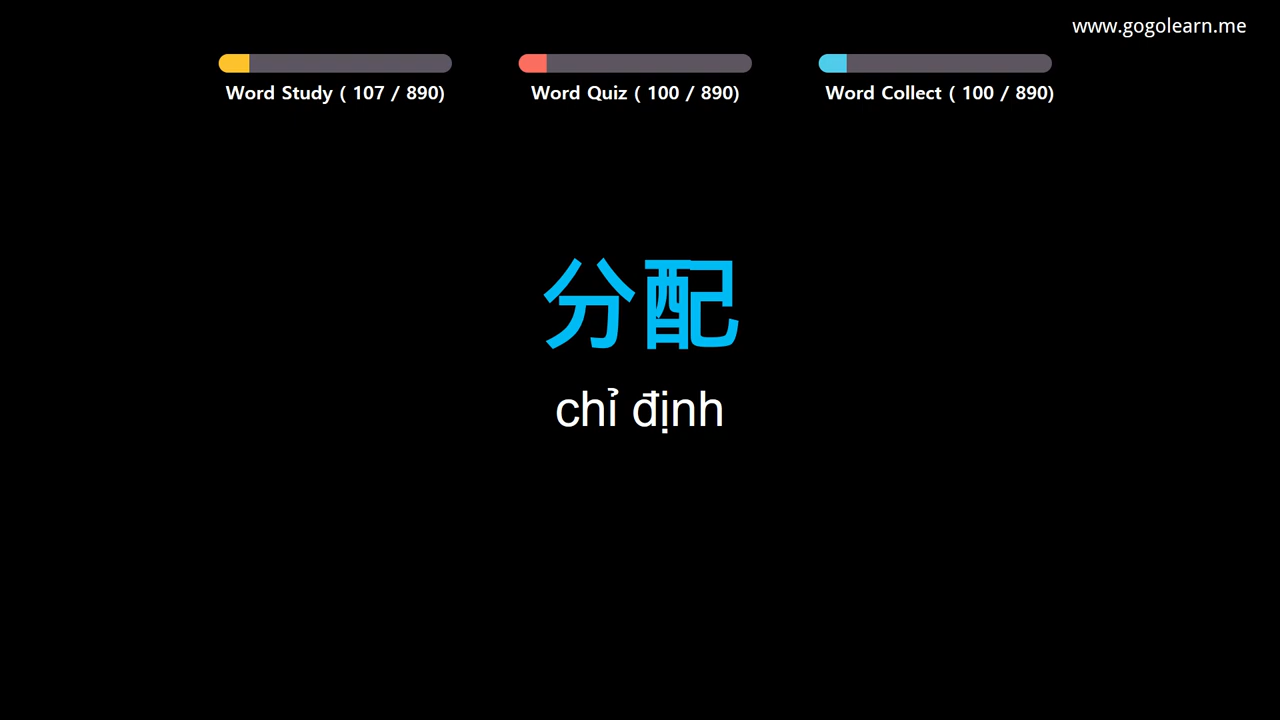 www.gogolearn.me
Word Study ( 107 / 890)
Word Quiz ( 100 / 890)
Word Collect ( 100 / 890)
分配
chỉ định